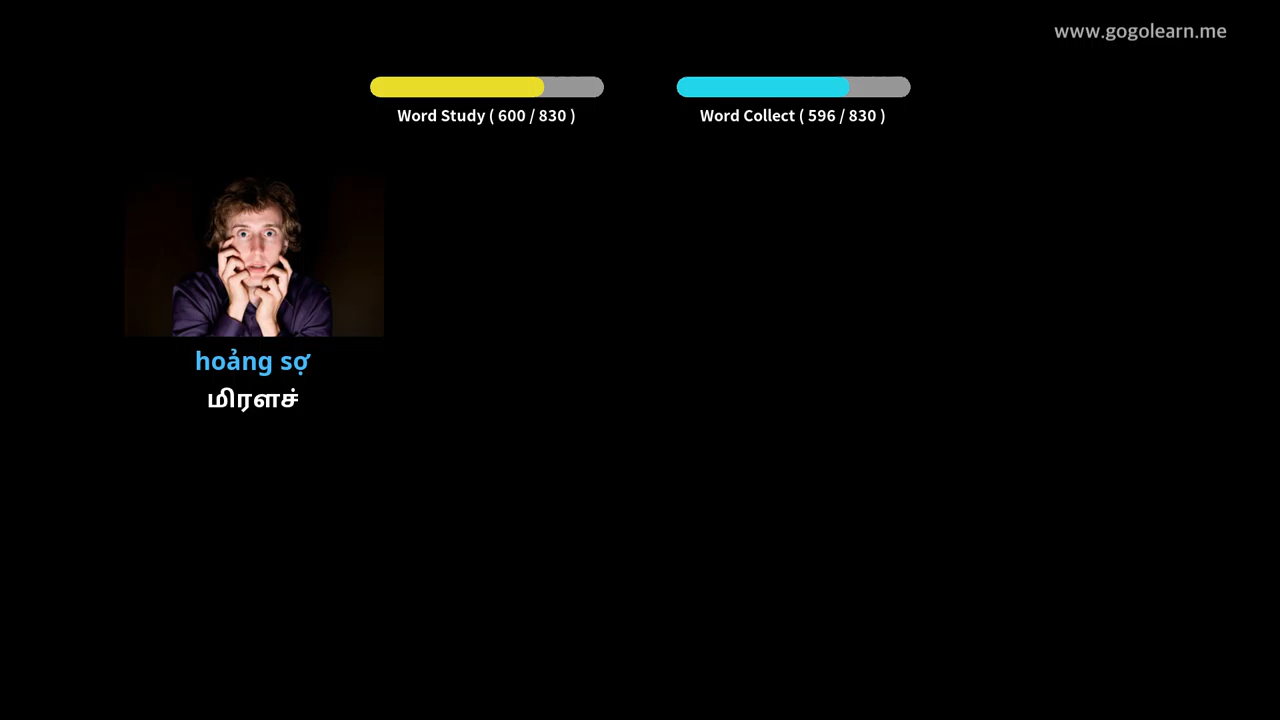 www.gogolearn.me
Word Study ( 600 / 830 )
Word Collect ( 596 / 830 )
hoảng sợ
மிரளச்